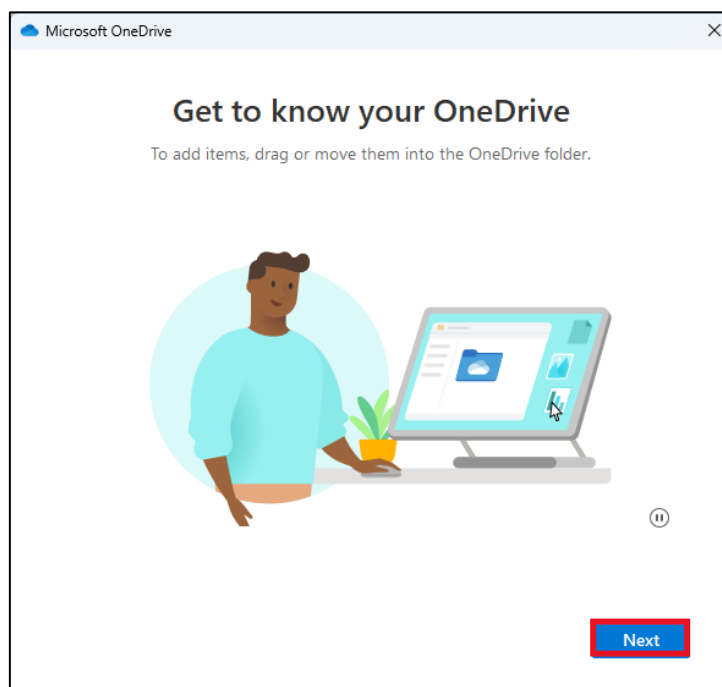 Microsoft OneDrive
Get to know your OneDrive
To add items, drag or move them into the OneDrive folder.
Next